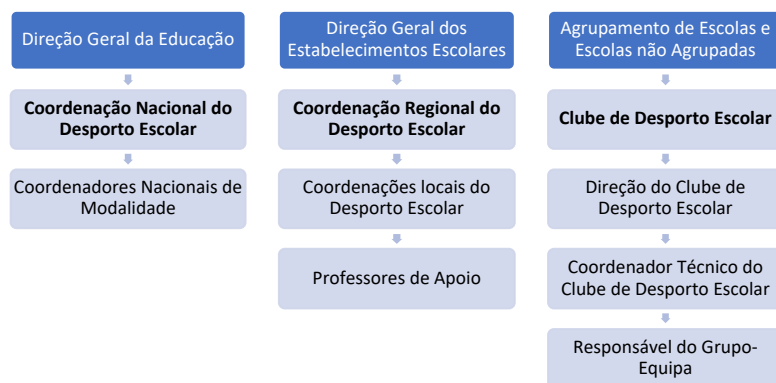 Direção Geral da Educação
Coordenação Nacional do
Desporto Escolar
Coordenadores Nacionais de
Modalidade
Direção Geral dos
Estabelecimentos Escolares
Coordenação Regional do
Desporto Escolar
Coordenações locais do
Desporto Escolar
Professores de Apoio
Agrupamento de Escolas e
Escolas não Agrupadas
Clube de Desporto Escolar
Direção do Clube de
Desporto Escolar
Coordenador Técnico do
Clube de Desporto Escolar
Responsável do Grupo-
Equipa